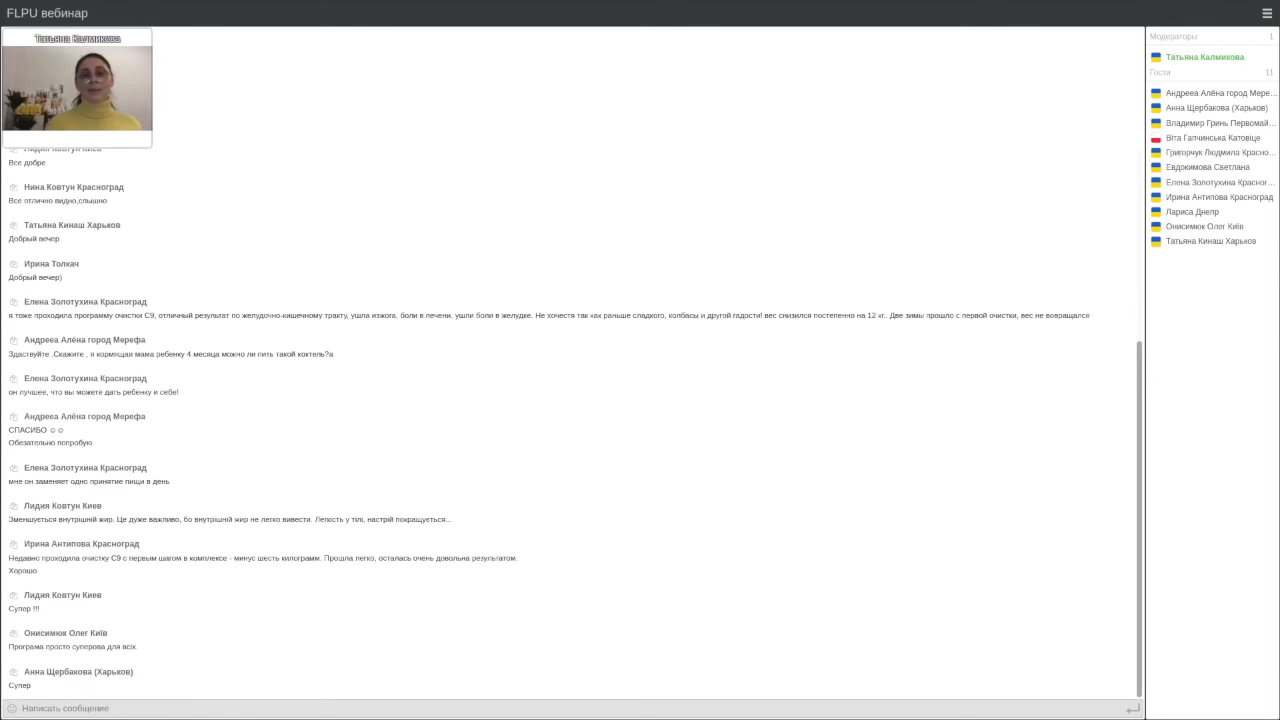 FLPU вебинар
Татьяна Калмикова
Лидия Ковтун Киев
Все добре
Нина Ковтун Красноград
Все отлично видно,слышно
Татьяна Кинаш Харьков
Добрый вечер
Ирина Толкач
Добрый вечер)
Елена Золотухина Красноград
я тоже проходила программу очистки С9, отличный результат по желудочно-кишечному тракту, ушла изжога, боли в печени. ушли боли в желудке. Не хочестя так как раньше сладкого, колбасы и другой гадости! вес снизился постепенно на 12 кг.. Две зимы прошло с первой очистки, вес не возвращался
Андрееа Алёна город Мерефа
Здаствуйте .Скажите , я кормящая мама ребенку 4 месяца можно ли пить такой коктель?а
Елена Золотухина Красноград
он лучшее, что вы можете дать ребенку и себе!
Андрееа Алёна город Мерефа
СПАСИБО ☺☺
Обезательно попробую
Елена Золотухина Красноград
мне он заменяет одно принятие пищи в день
Лидия Ковтун Киев
Зменшується внутрішній жир. Це дуже важливо, бо внутрішній жир не легко вивести. Легкість у тілі, настрій покращується...
Ирина Антипова Красноград
Недавно проходила очистку С9 с первым шагом в комплексе - минус шесть килограмм. Прошла легко, осталась очень довольна результатом.
Хорошо
Лидия Ковтун Киев
Супер !!!
Онисимюк Олег Київ
Програма просто суперова для всіх.
Анна Щербакова (Харьков)
Супер
Написать сообщение
Модераторы 1
Татьяна Калмикова
Гости 11
Андрееа Алёна город Мере...
Анна Щербакова (Харьков)
Владимир Гринь Первомай...
Віта Гапчинська Катовіце
Григорчук Людмила Красно...
Евдокимова Светлана
Елена Золотухина Красног...
Ирина Антипова Красноград
Лариса Днепр
Онисимюк Олег Київ
Татьяна Кинаш Харьков